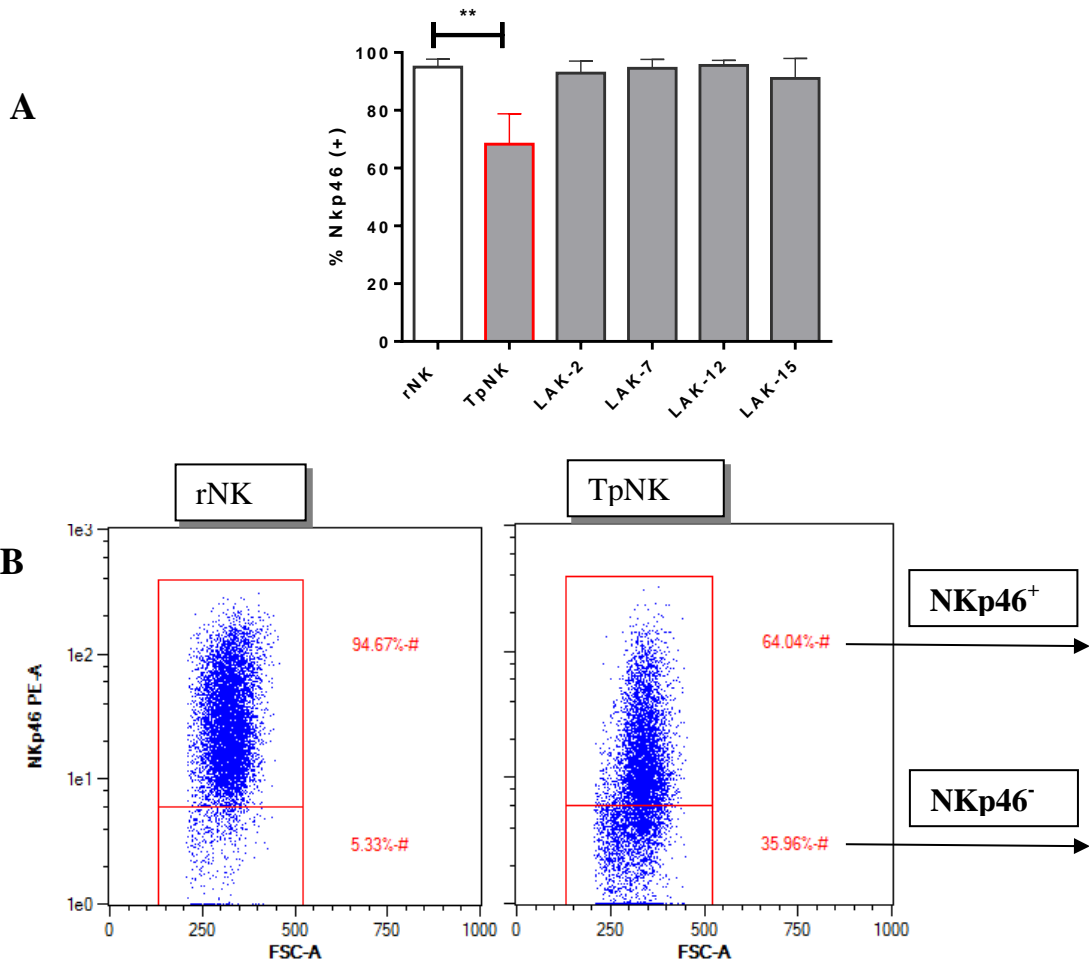 A
**
% Nkp46 (+)
100
80
60
40
20
0
rNK
TpNK
LAK-2
LAK-7
LAK-12
LAK-15
B
rNK
TpNK
NKp46 PE-A
1e3
1e2
1e1
1e0
94.67%-#
5.33%-#
0 250 500 750 1000
FSC-A
64.04%-#
35.96%-#
0 250 500 750 1000
FSC-A
NKp46+
NKp46-